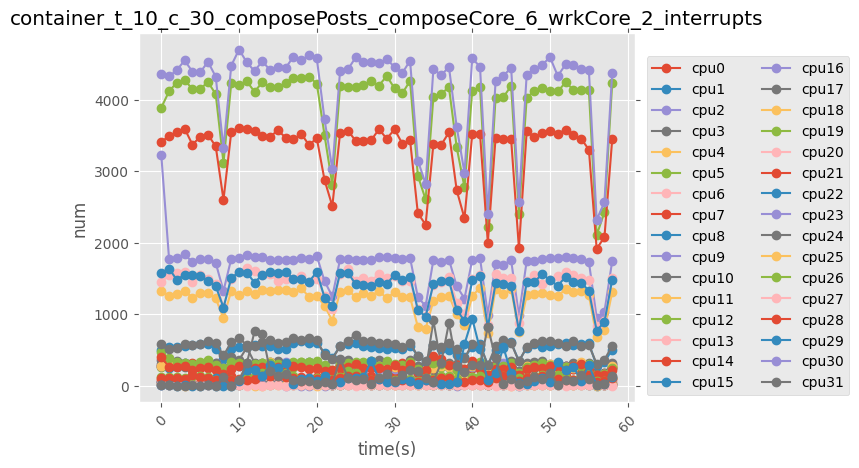 container_t_10_c_30_composePosts_composeCore_6_wrkCore_2_interrupts
num
4000
3000
2000
1000
0
0
10
20
30
40
50
60
time(s)
cpu0
cpu1
cpu2
cpu3
cpu4
cpu5
cpu6
cpu7
cpu8
cpu9
cpu10
cpu11
cpu12
cpu13
cpu14
cpu15
cpu16
cpu17
cpu18
cpu19
cpu20
cpu21
cpu22
cpu23
cpu24
cpu25
cpu26
cpu27
cpu28
cpu29
cpu30
cpu31